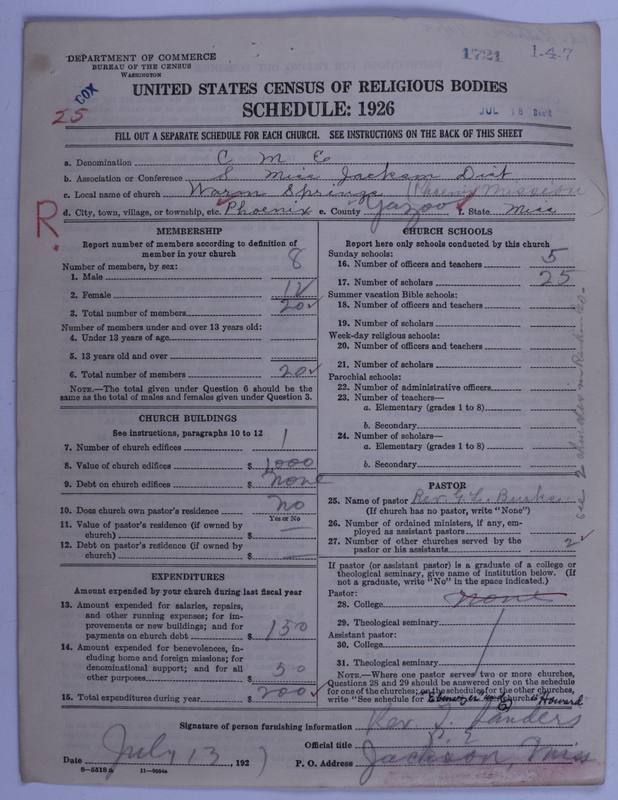 1721 1-4-7
DEPARTMENT OF COMMERCE
BUREAU OF THE CENSUS
WASHINGTON
COX
25
UNITED STATES CENSUS OF RELIGIOUS BODIES
SCHEDULE: 1926
JUL 18
FILL OUT A SEPARATE SCHEDULE FOR EACH CHURCH. SEE INSTRUCTIONS ON THE BACK OF THIS SHEET
a. Denomination C M E
b. Association or Conference S Miss Jackson Dist
c. Local name of church Warm Springs (Phoenix Mission)
d. City, town, village, or township, etc. Phoenix e. County Yazoo f. State Miss
R.
MEMBERSHIP
Report number of members according to definition of
member in your church
Number of members, by sex:
1. Male 8
2. Female 12
3. Total number of members 20
Number of members under and over 13 years old:
4. Under 13 years of age
5. 13 years old and over
6. Total number of members 20
NOTE.—The total given under Question 6 should be the
same as the total of males and females given under Question 3.
CHURCH BUILDINGS
See instructions, paragraphs 10 to 12
7. Number of church edifices 1
8. Value of church edifices $ 1000
9. Debt on church edifices $ none
10. Does church own pastor's residence no
Yes or No
11. Value of pastor's residence (if owned by
church) $ —
12. Debt on pastor's residence (if owned by
church) $ —
EXPENDITURES
Amount expended by your church during last fiscal year
13. Amount expended for salaries, repairs,
and other running expenses; for im-
provements or new buildings; and for
payments on church debt $ 150
14. Amount expended for benevolences, in-
cluding home and foreign missions; for
denominational support; and for all
other purposes $ 50
15. Total expenditures during year $ 200
CHURCH SCHOOLS
Report here only schools conducted by this church
Sunday schools:
16. Number of officers and teachers 5
17. Number of scholars 25
Summer vacation Bible schools:
18. Number of officers and teachers
19. Number of scholars
Week-day religious schools:
20. Number of officers and teachers
21. Number of scholars
Parochial schools:
22. Number of administrative officers
23. Number of teachers—
a. Elementary (grades 1 to 8)
b. Secondary
24. Number of scholars—
a. Elementary (grades 1 to 8)
b. Secondary
PASTOR
25. Name of pastor Rev. G. L. Burks
(If church has no pastor, write "None")
26. Number of ordained ministers, if any, em-
ployed as assistant pastors
27. Number of other churches served by the
pastor or his assistants 2
If pastor (or assistant pastor) is a graduate of a college or
theological seminary, give name of institution below. (If
not a graduate, write "No" in the space indicated.)
Pastor:
28. College none
29. Theological seminary
Assistant pastor:
30. College
31. Theological seminary
NOTE.—Where one pastor serves two or more churches,
Questions 28 and 29 should be answered only on the schedule
for one of the churches; on the schedules for the other churches,
write "See schedule for Ebenezer church" Howard
Signature of person furnishing information Rev. J. Sanders
Official title P. E
Date July 13, 1927 P. O. Address Jackson, Miss
6-5518a 11-9054a